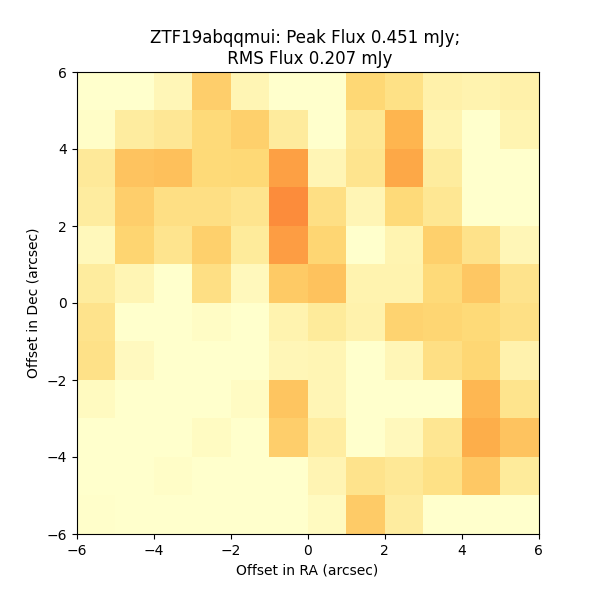 ZTF19abqqmui: Peak Flux 0.451 mJy;
RMS Flux 0.207 mJy
6
4
2
0
−2
−4
−6
Offset in Dec (arcsec)
−6 −4 −2 0 2 4 6
Offset in RA (arcsec)